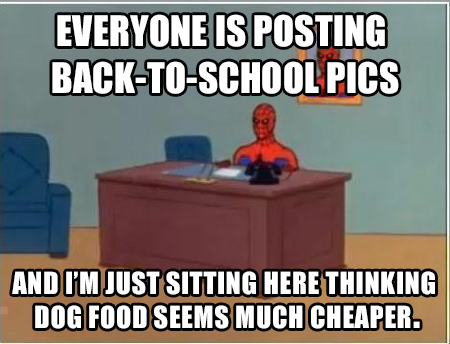 EVERYONE IS POSTING
BACK-TO-SCHOOL PICS
AND I'M JUST SITTING HERE THINKING
DOG FOOD SEEMS MUCH CHEAPER.